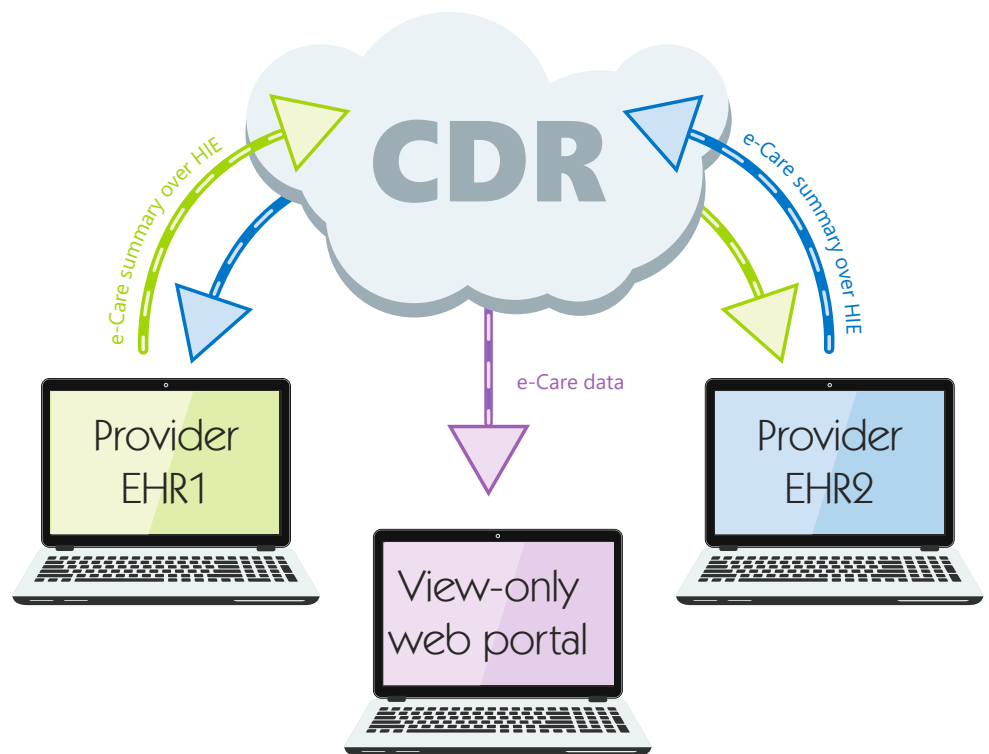 CDR
e-Care summary over HIE
e-Care summary over HIE
e-Care data
Provider
EHR1
Provider
EHR2
View-only
web portal